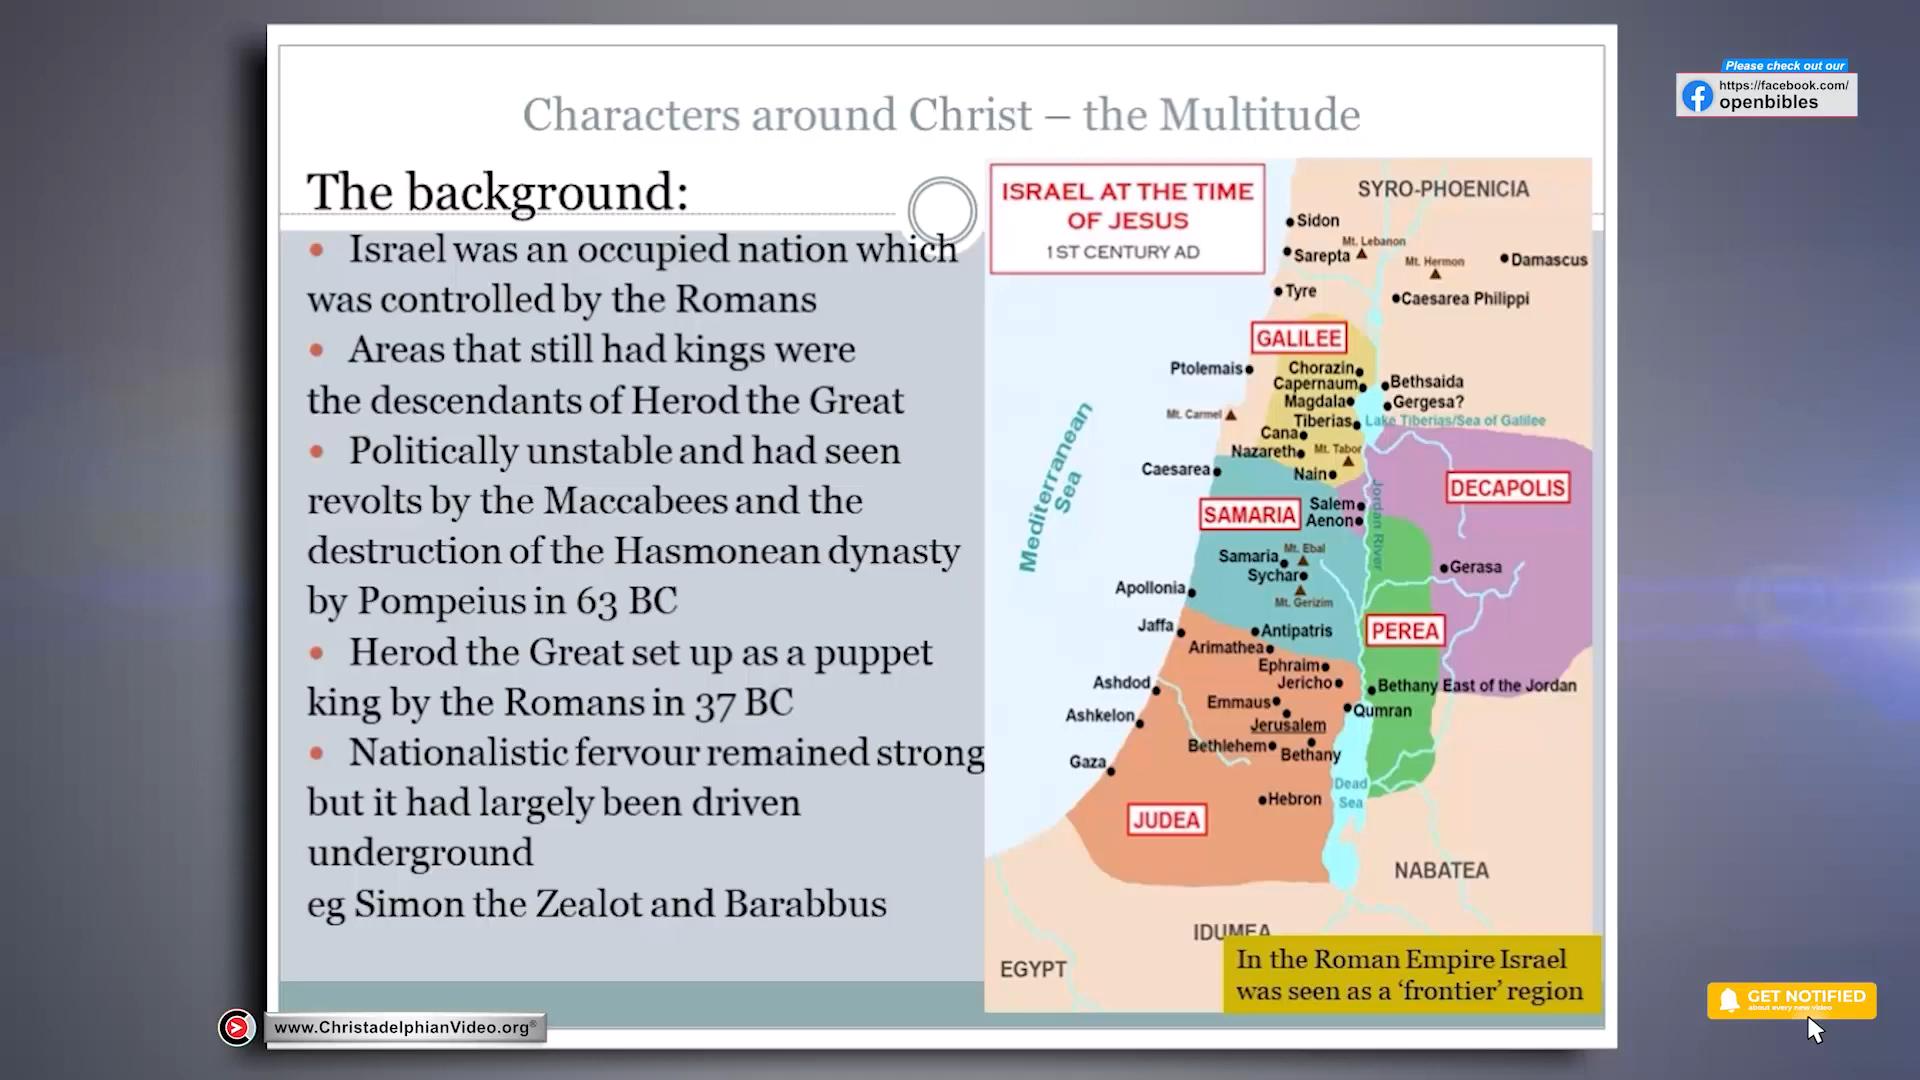 Please check out our
https://facebook.com/
openbibles
Characters around Christ – the Multitude
The background:
• Israel was an occupied nation which
was controlled by the Romans
• Areas that still had kings were
the descendants of Herod the Great
• Politically unstable and had seen
revolts by the Maccabees and the
destruction of the Hasmonean dynasty
by Pompeius in 63 BC
• Herod the Great set up as a puppet
king by the Romans in 37 BC
• Nationalistic fervour remained strong
but it had largely been driven
underground
eg Simon the Zealot and Barabbus
ISRAEL AT THE TIME
OF JESUS
1ST CENTURY AD
SYRO-PHOENICIA
Sidon
Mt. Lebanon
Sarepta
Mt. Hermon
Damascus
Tyre
Caesarea Philippi
GALILEE
Ptolemais
Chorazin
Capernaum
Bethsaida
Magdala
Gergesa?
Mt. Carmel
Tiberias
Lake Tiberias/Sea of Galilee
Cana
Nazareth
Mt. Tabor
Caesarea
Nain
DECAPOLIS
Mediterranean
Sea
Jordan River
SAMARIA
Salem
Aenon
Samaria
Mt. Ebal
Sychar
Gerasa
Apollonia
Mt. Gerizim
Jaffa
Antipatris
PEREA
Arimathea
Ephraim
Jericho
Ashdod
Bethany East of the Jordan
Emmaus
Qumran
Ashkelon
Jerusalem
Bethlehem
Bethany
Gaza
Dead
Sea
Hebron
JUDEA
NABATEA
IDUMEA
EGYPT
In the Roman Empire Israel
was seen as a ‘frontier’ region
www.ChristadelphianVideo.org®
GET NOTIFIED
about every new video